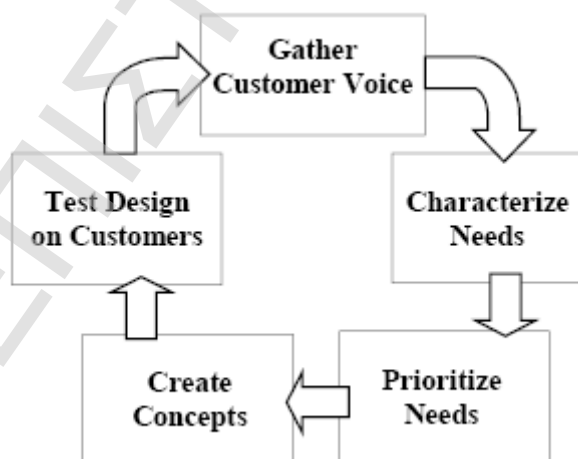 Gather
Customer Voice
Test Design
on Customers
Characterize
Needs
Create
Concepts
Prioritize
Needs